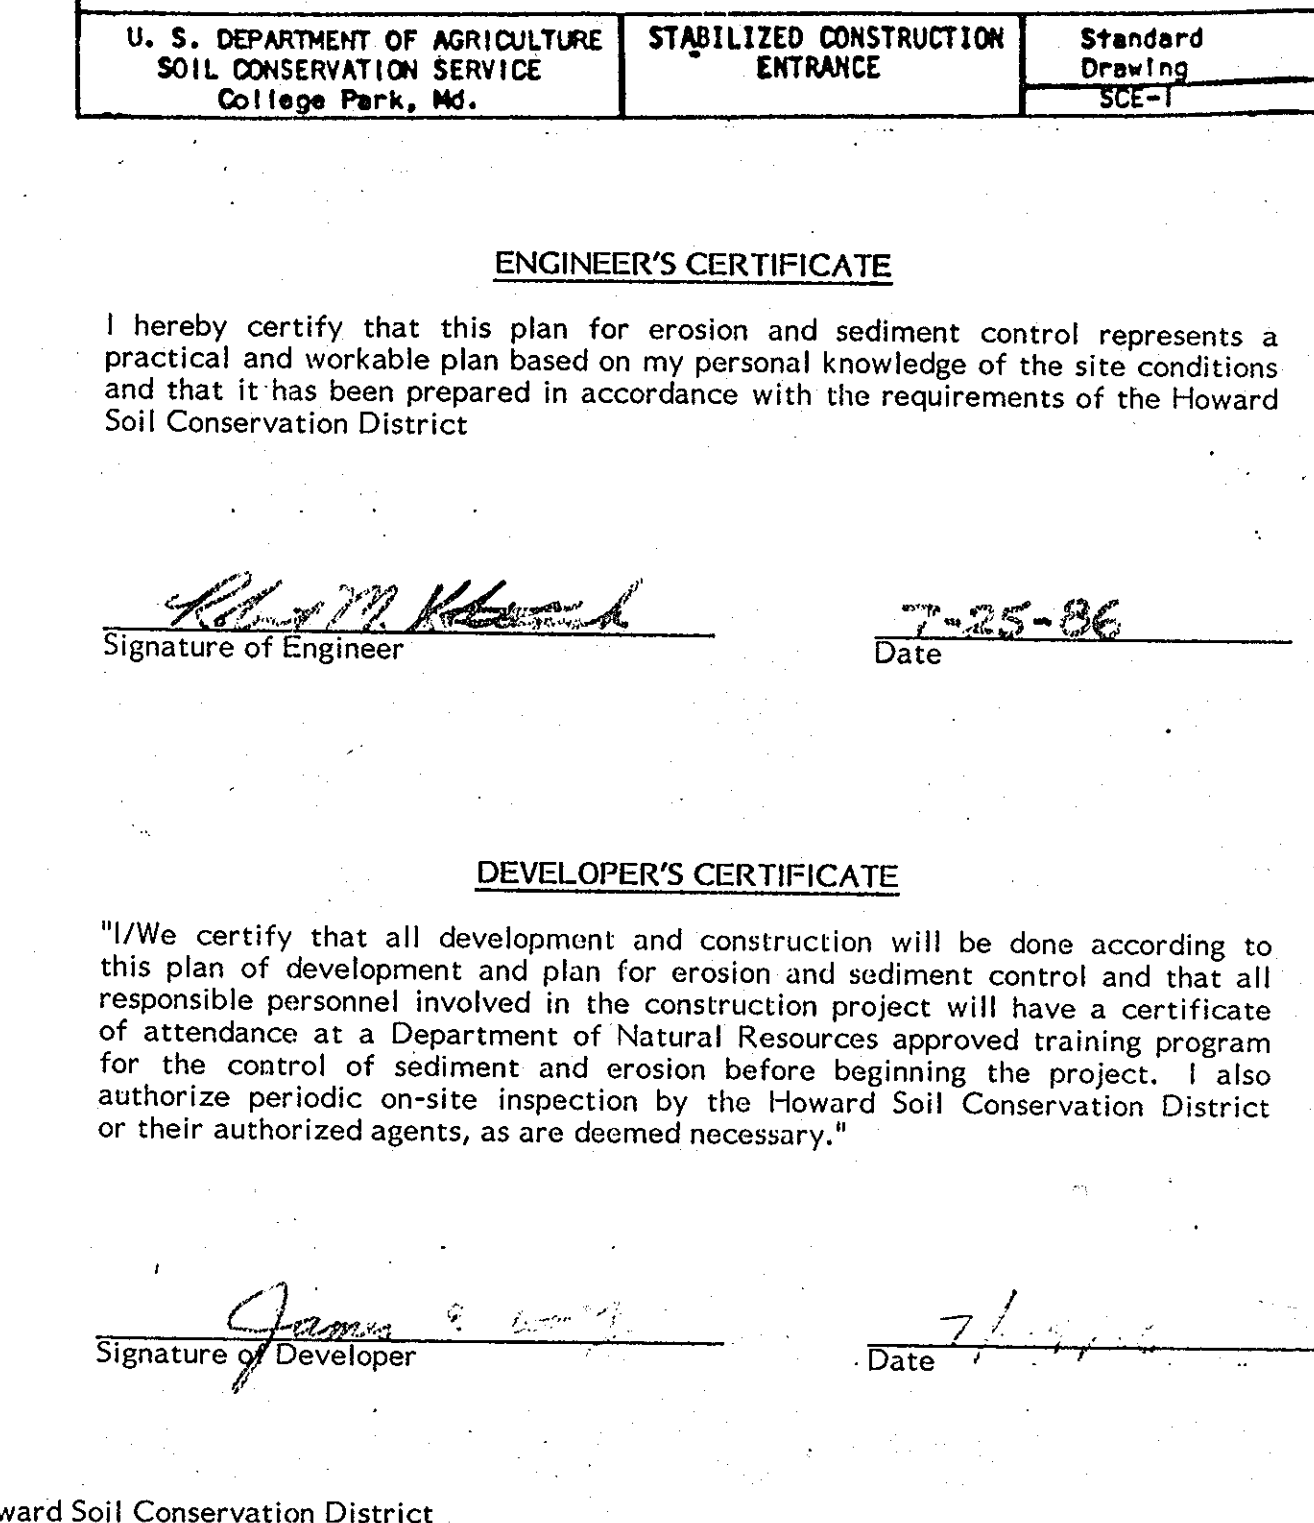 U. S. DEPARTMENT OF AGRICULTURE
SOIL CONSERVATION SERVICE
College Park, Md.
STABILIZED CONSTRUCTION
ENTRANCE
Standard
Drawing
SCE-1
ENGINEER'S CERTIFICATE
I hereby certify that this plan for erosion and sediment control represents a
practical and workable plan based on my personal knowledge of the site conditions
and that it has been prepared in accordance with the requirements of the Howard
Soil Conservation District
Robert M.
7-25-86
Signature of Engineer
Date
DEVELOPER'S CERTIFICATE
"I/We certify that all development and construction will be done according to
this plan of development and plan for erosion and sediment control and that all
responsible personnel involved in the construction project will have a certificate
of attendance at a Department of Natural Resources approved training program
for the control of sediment and erosion before beginning the project. I also
authorize periodic on-site inspection by the Howard Soil Conservation District
or their authorized agents, as are deemed necessary."
James
Signature of Developer
Date
ward Soil Conservation District